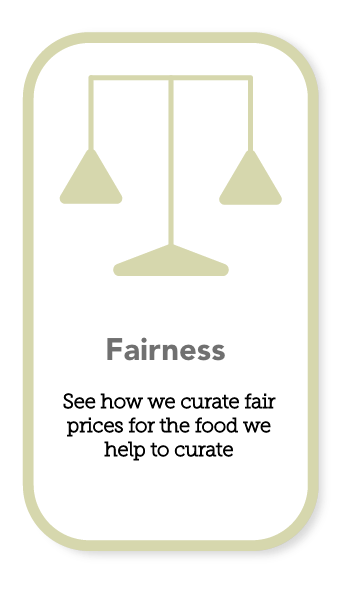 Fairness
See how we curate fair
prices for the food we
help to curate